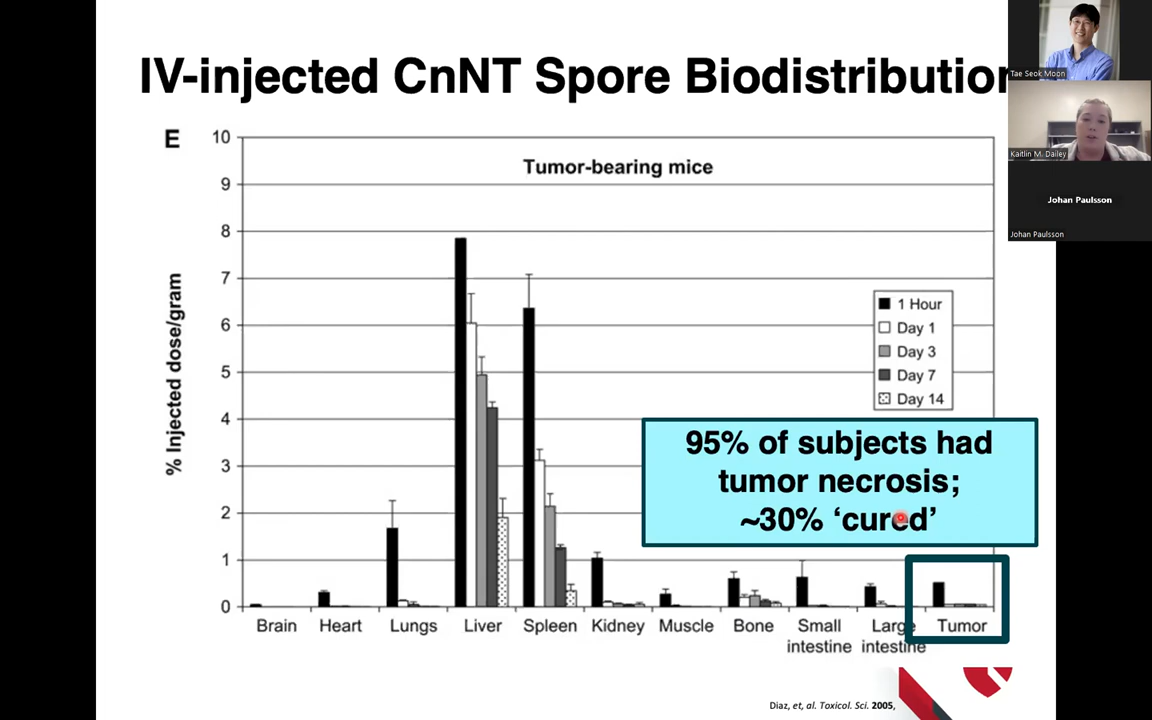 IV-injected CnNT Spore Biodistribution
Tae Seok Moon
Kaitlin M. Dailey
Johan Paulsson
Johan Paulsson
E
10
9
8
7
6
5
4
3
2
1
0
% Injected dose/gram
Tumor-bearing mice
1 Hour
Day 1
Day 3
Day 7
Day 14
95% of subjects had
tumor necrosis;
~30% ‘cured’
Brain Heart Lungs Liver Spleen Kidney Muscle Bone Small intestine Large intestine Tumor
Diaz, et, al. Toxicol. Sci. 2005,